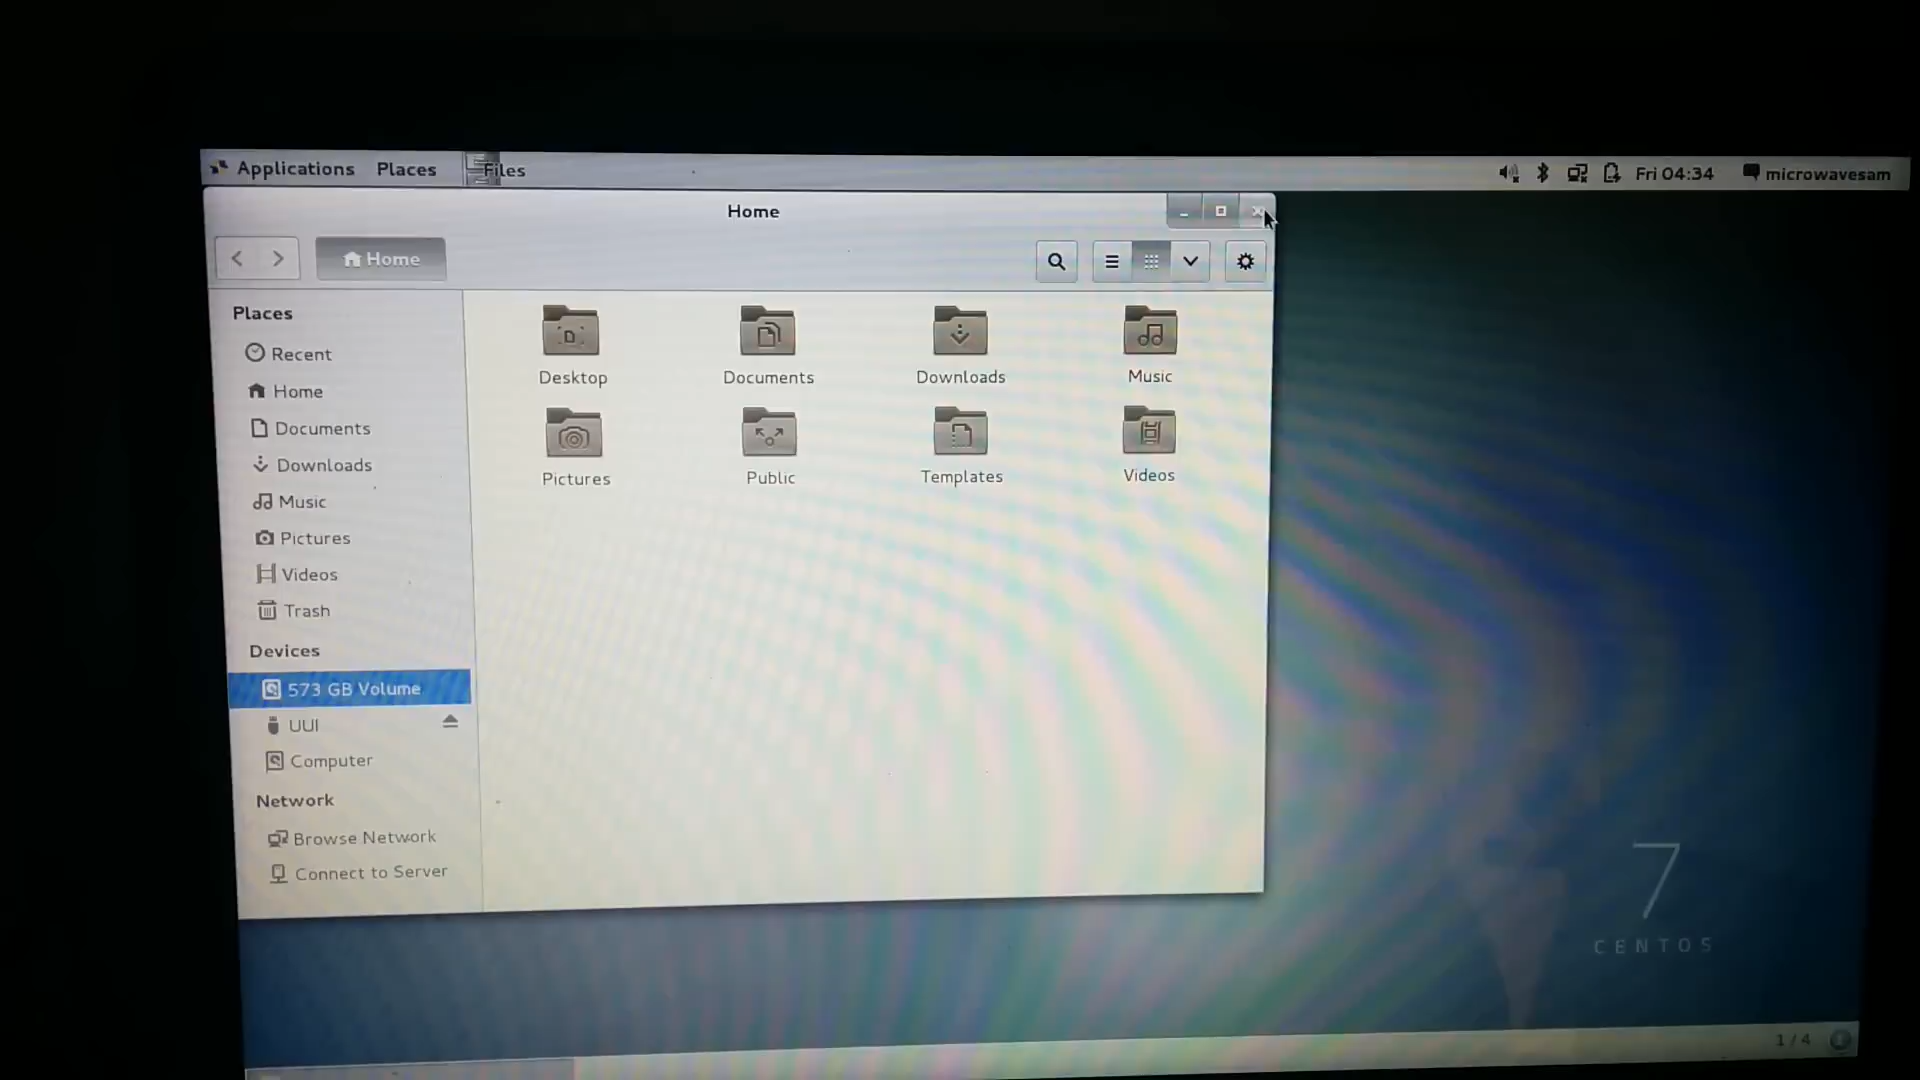 Applications Places Files Fri 04:34 microwavesam
Home
Home
Places
Recent
Home
Documents
Downloads
Music
Pictures
Videos
Trash
Devices
573 GB Volume
UUI
Computer
Network
Browse Network
Connect to Server
Desktop Documents Downloads Music
Pictures Public Templates Videos
7
CENTOS
1 / 4